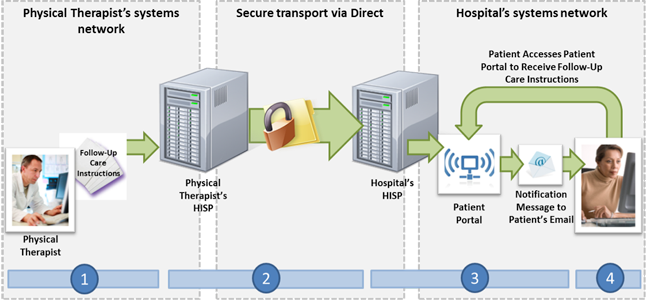 Physical Therapist's systems
network
Secure transport via Direct
Hospital's systems network
Patient Accesses Patient
Portal to Receive Follow-Up
Care Instructions
Follow-Up
Care
Instructions
Physical
Therapist
Physical
Therapist's
HISP
Hospital's
HISP
Patient
Portal
@
Notification
Message to
Patient's Email
1
2
3
4